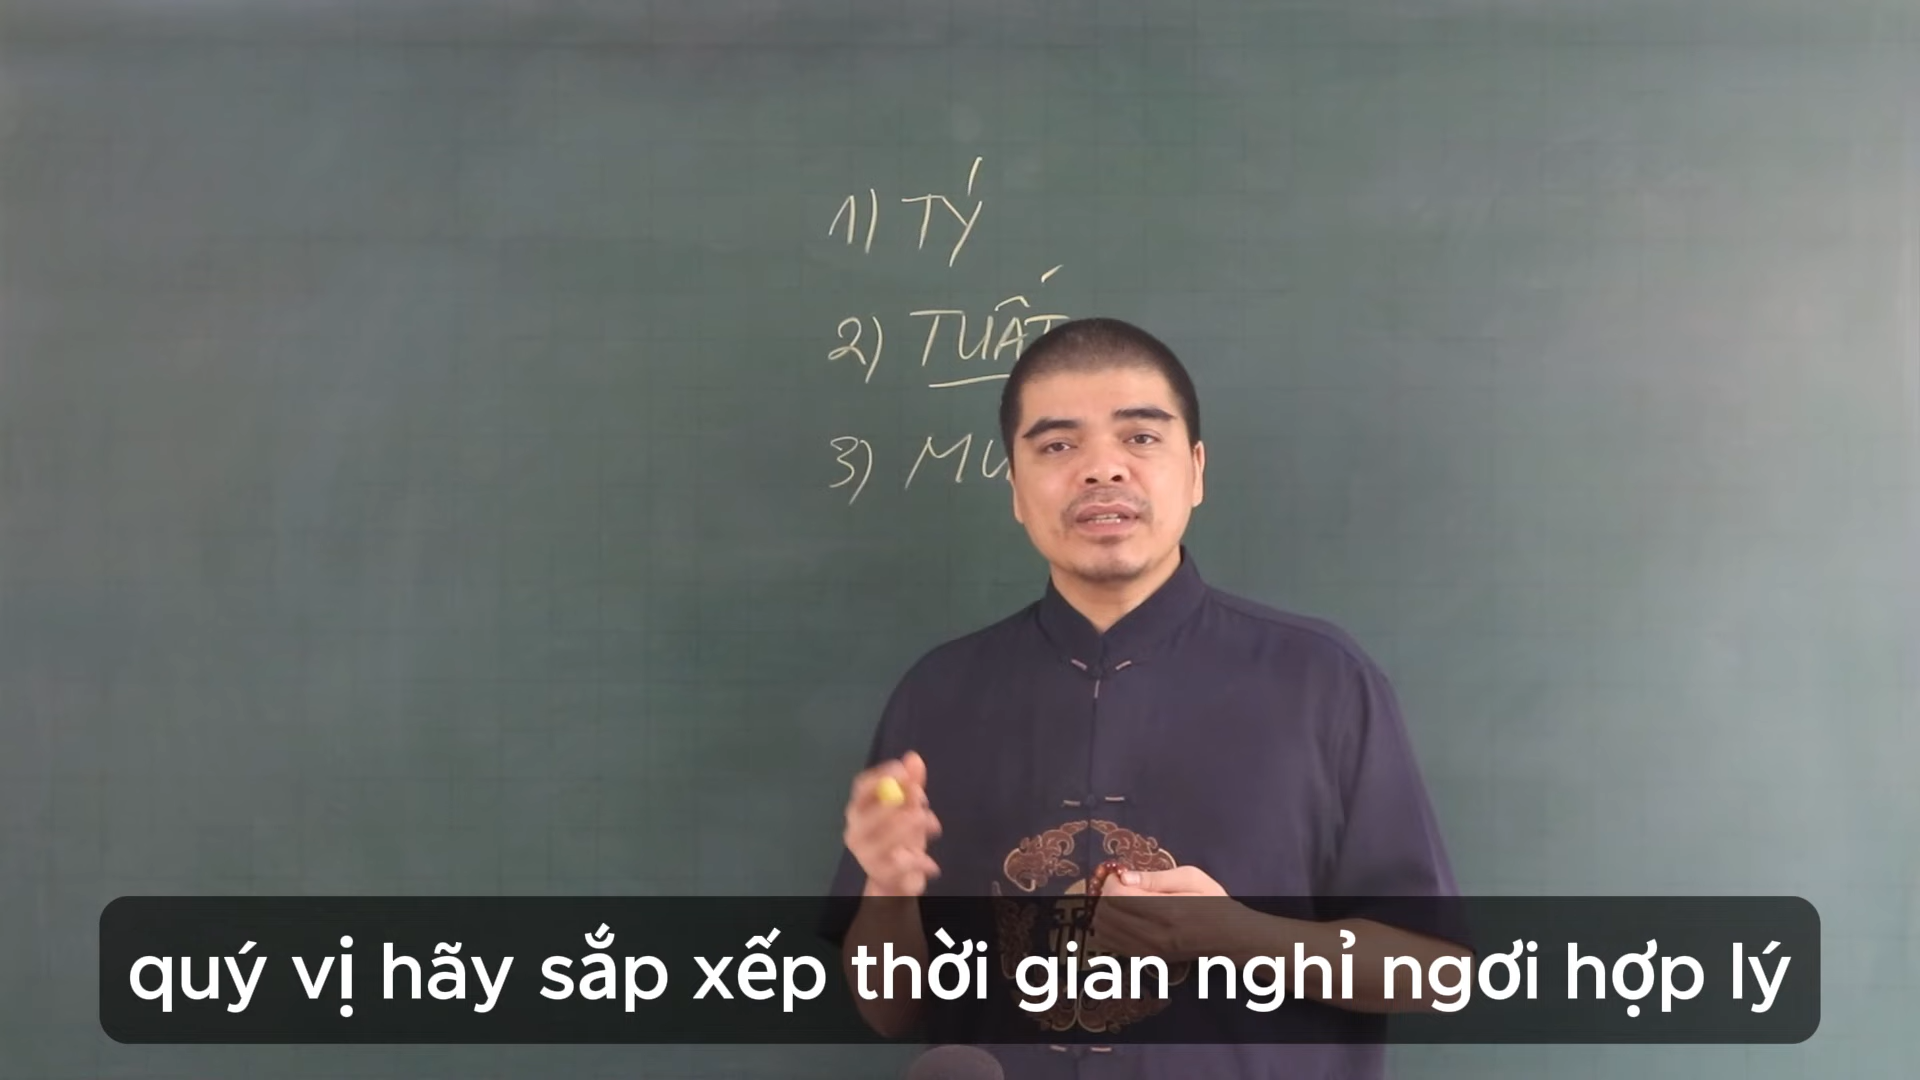 1) TÝ
2) TUẤT
3)
quý vị hãy sắp xếp thời gian nghỉ ngơi hợp lý